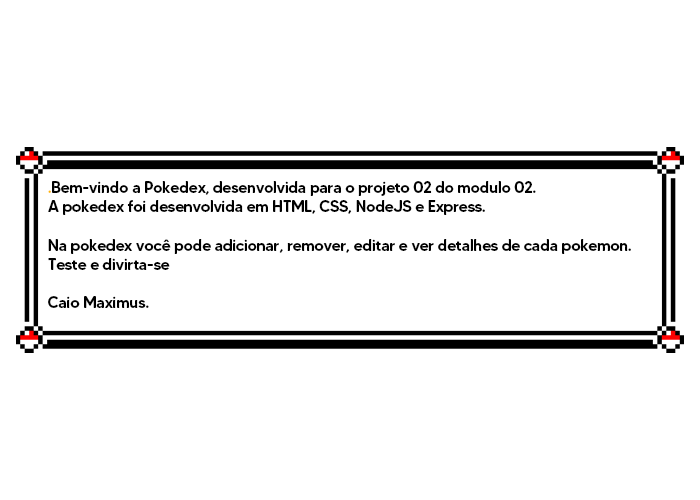 Bem-vindo a Pokedex, desenvolvida para o projeto 02 do modulo 02.
A pokedex foi desenvolvida em HTML, CSS, NodeJS e Express.
Na pokedex você pode adicionar, remover, editar e ver detalhes de cada pokemon.
Teste e divirta-se
Caio Maximus.